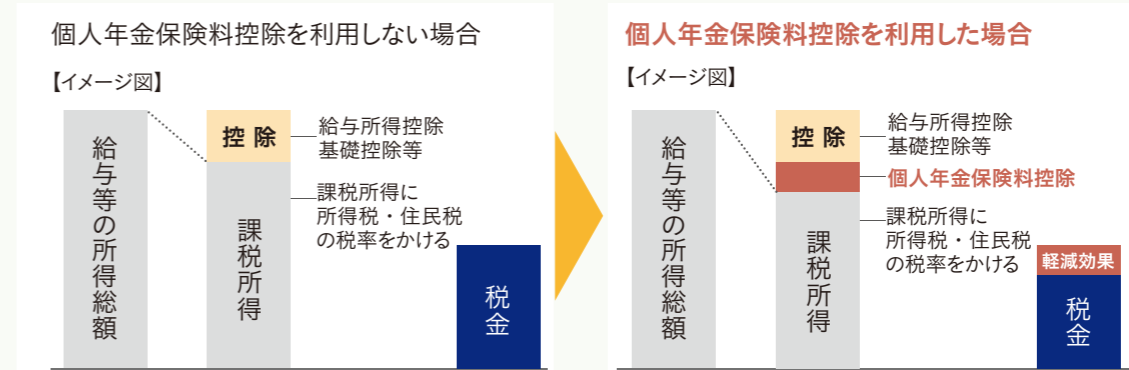 個人年金保険料控除を利用しない場合
【イメージ図】
給与等の所得総額
控除
給与所得控除
基礎控除等
課税所得に
所得税・住民税
の税率をかける
課税所得
税金
個人年金保険料控除を利用した場合
【イメージ図】
給与等の所得総額
控除
給与所得控除
基礎控除等
個人年金保険料控除
課税所得に
所得税・住民税
の税率をかける
課税所得
軽減効果
税金